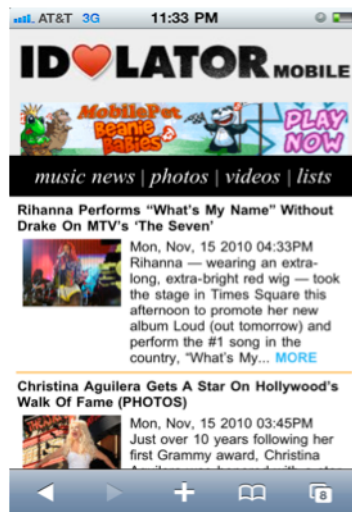 AT&T 3G 11:33 PM
IDOLATOR MOBILE
MobilePet
Beanie
Babies
PLAY
NOW
music news | photos | videos | lists
Rihanna Performs “What’s My Name” Without
Drake On MTV’s ‘The Seven’
Mon, Nov, 15 2010 04:33PM
Rihanna — wearing an extra-
long, extra-bright red wig — took
the stage in Times Square this
afternoon to promote her new
album Loud (out tomorrow) and
perform the #1 song in the
country, “What’s My... MORE
Christina Aguilera Gets A Star On Hollywood’s
Walk Of Fame (PHOTOS)
Mon, Nov, 15 2010 03:45PM
Just over 10 years following her
first Grammy award, Christina
8